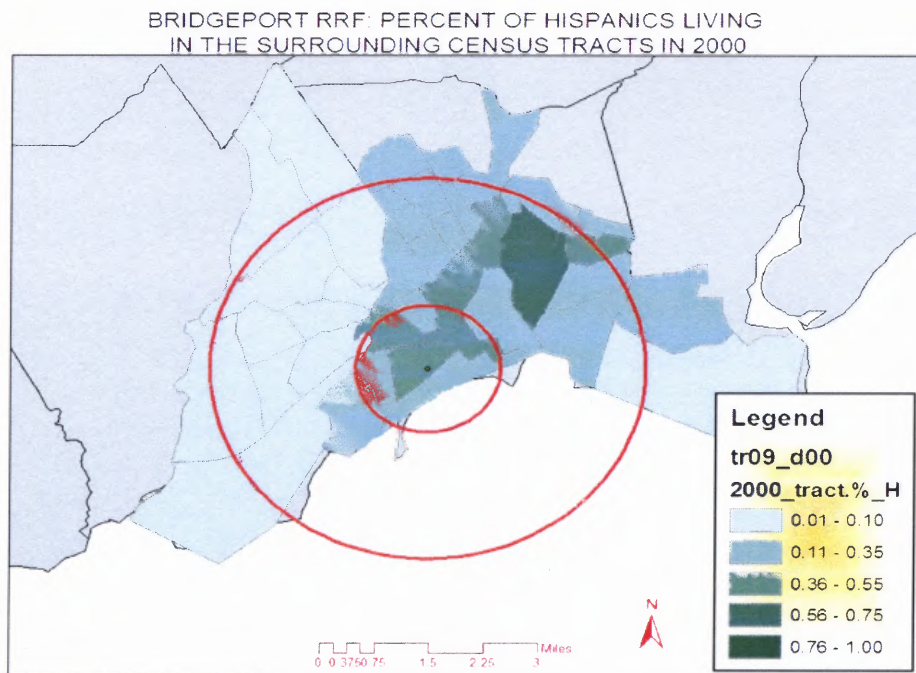 BRIDGEPORT RRF: PERCENT OF HISPANICS LIVING
IN THE SURROUNDING CENSUS TRACTS IN 2000
Legend
tr09_d00
2000_tract.%_H
0.01 - 0.10
0.11 - 0.35
0.36 - 0.55
0.56 - 0.75
0.76 - 1.00
N
Miles
0 0.3750.75 1.5 2.25 3